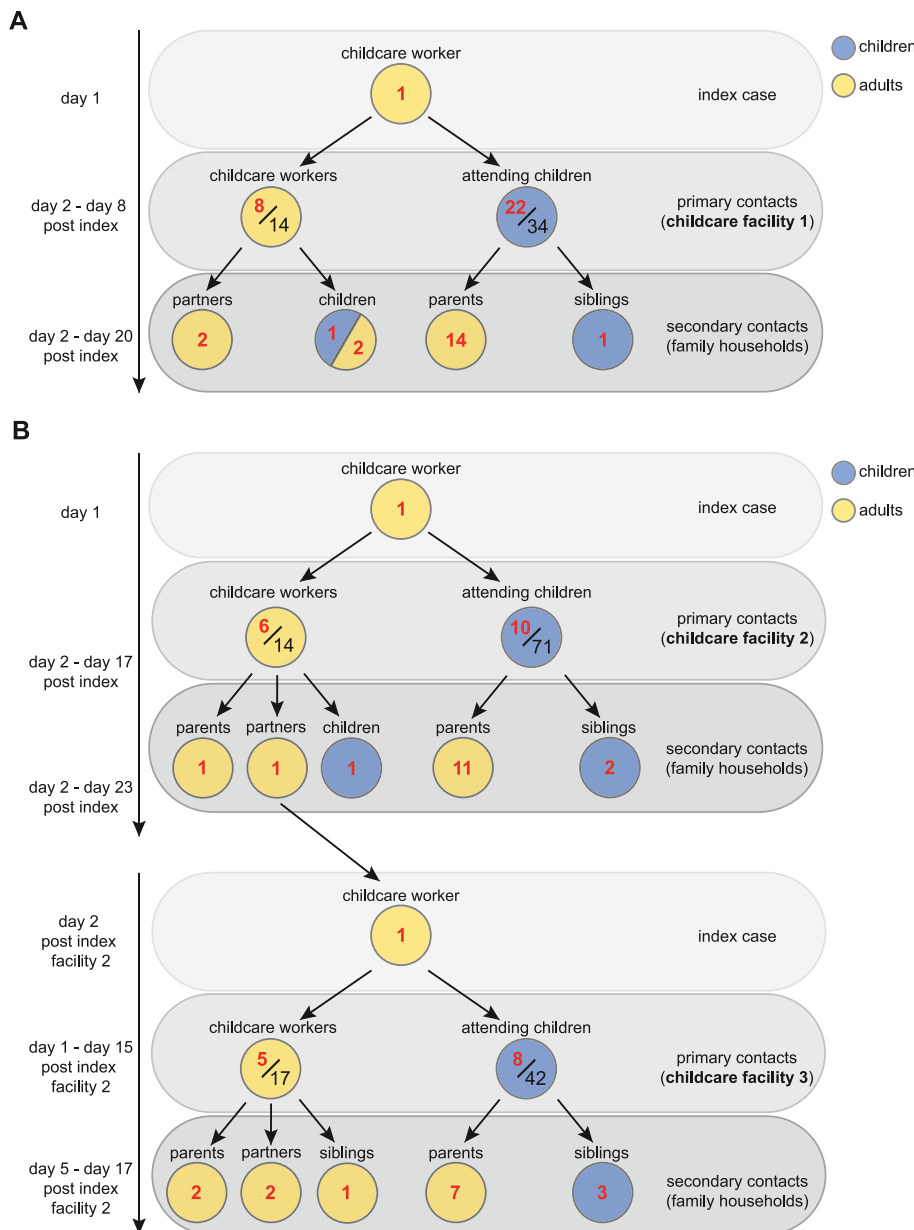 A
childcare worker
children
adults
day 1
1
index case
childcare workers
attending children
day 2 - day 8
post index
8/14
22/34
primary contacts
(childcare facility 1)
partners
children
parents
siblings
day 2 - day 20
post index
2
1
2
14
1
secondary contacts
(family households)
B
childcare worker
children
adults
day 1
1
index case
childcare workers
attending children
6/14
10/71
primary contacts
(childcare facility 2)
day 2 - day 17
post index
parents
partners
children
parents
siblings
1
1
1
11
2
secondary contacts
(family households)
day 2 - day 23
post index
childcare worker
day 2
post index
facility 2
1
index case
childcare workers
attending children
day 1 - day 15
post index
facility 2
5/17
8/42
primary contacts
(childcare facility 3)
parents
partners
siblings
parents
siblings
day 5 - day 17
post index
facility 2
2
2
1
7
3
secondary contacts
(family households)